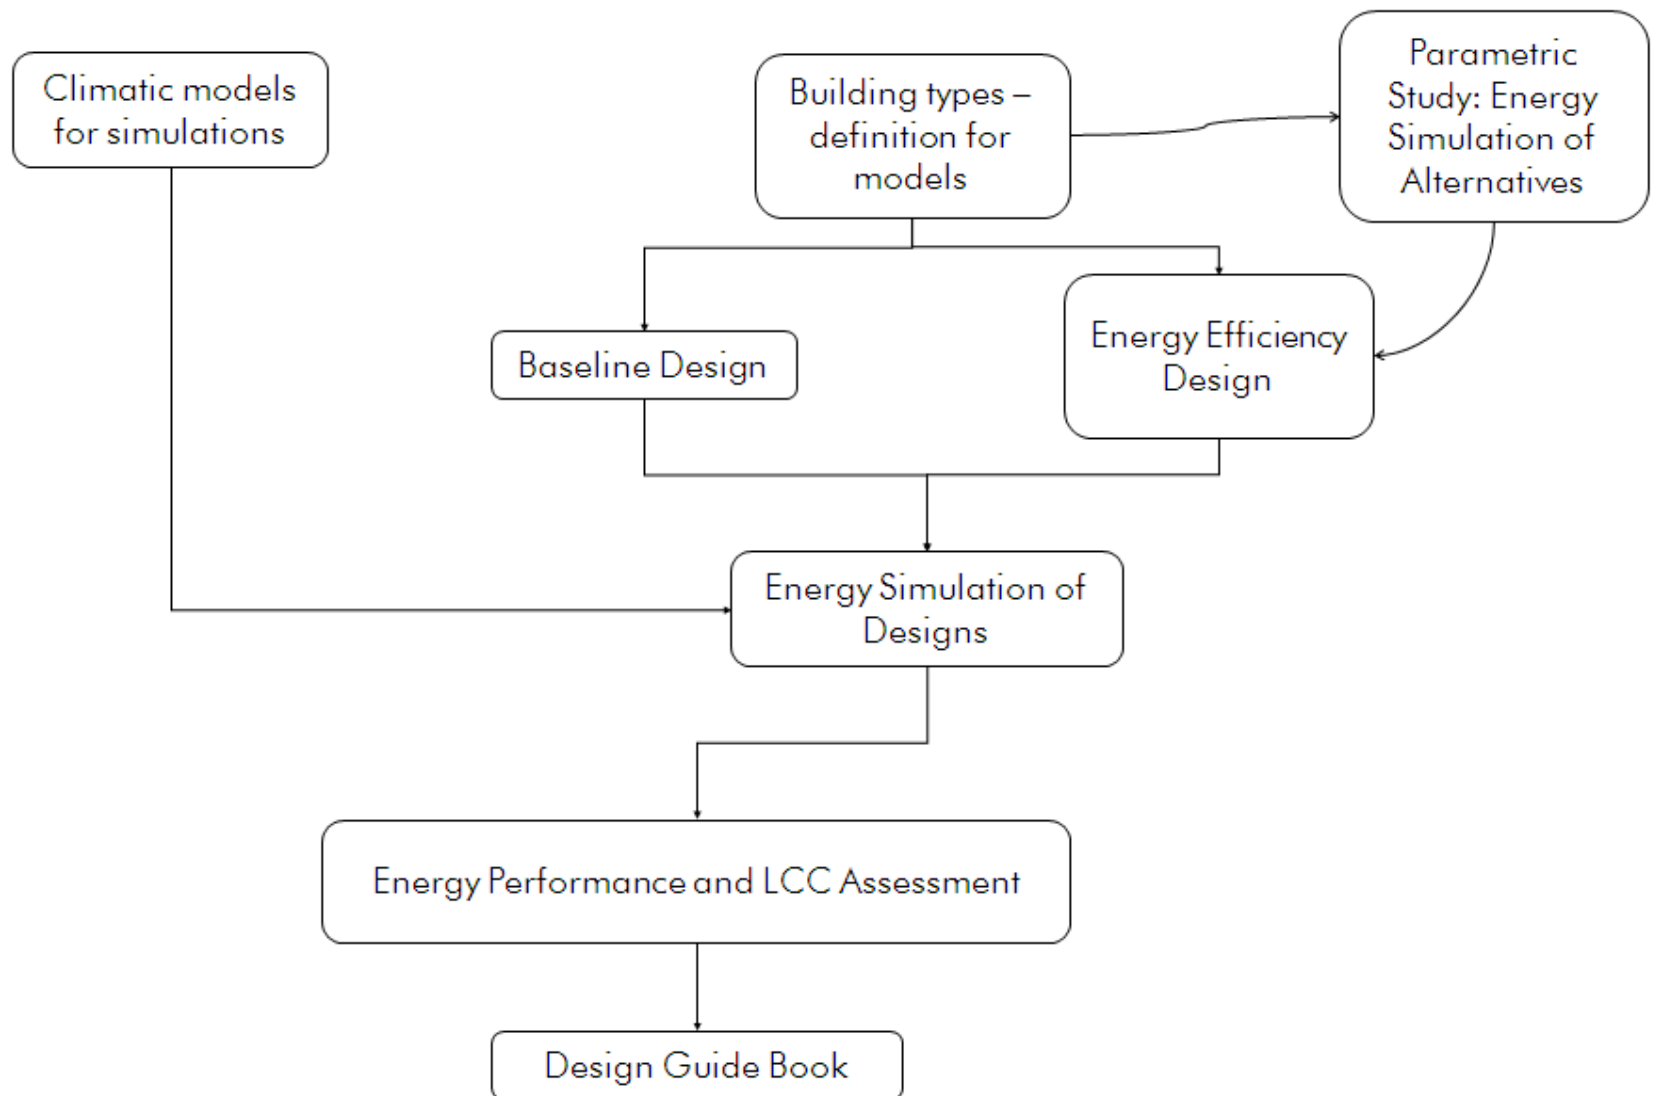 Climatic models
for simulations
Building types –
definition for
models
Parametric
Study: Energy
Simulation of
Alternatives
Baseline Design
Energy Efficiency
Design
Energy Simulation of
Designs
Energy Performance and LCC Assessment
Design Guide Book